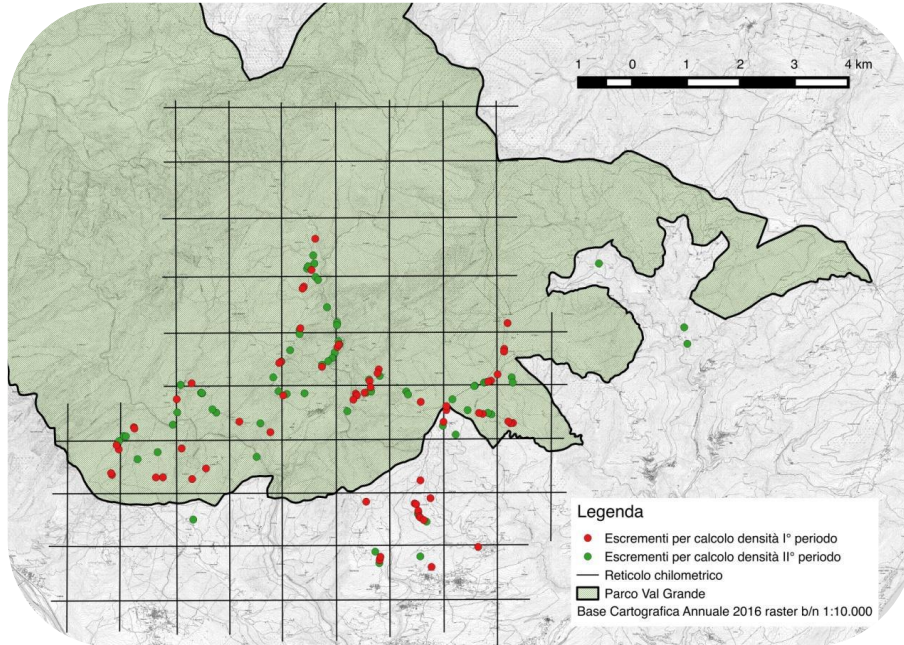 1 0 1 2 3 4 km
Legenda
Escrementi per calcolo densità I° periodo
Escrementi per calcolo densità II° periodo
Reticolo chilometrico
Parco Val Grande
Base Cartografica Annuale 2016 raster b/n 1:10.000